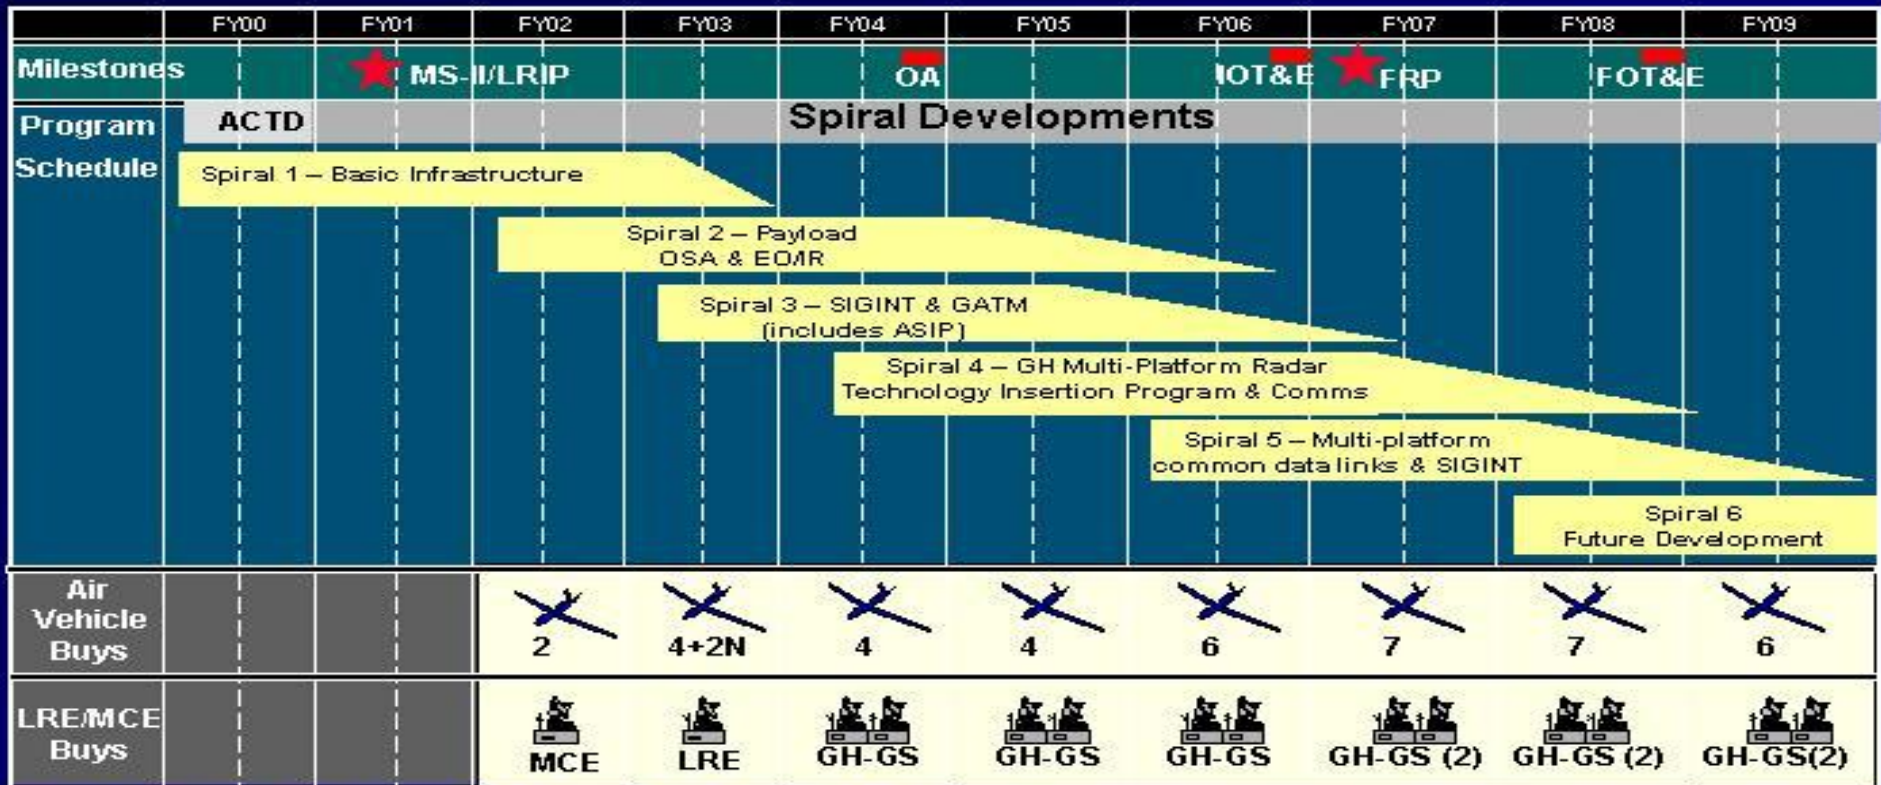 FY00 FY01 FY02 FY03 FY04 FY05 FY06 FY07 FY08 FY09
Milestones MS-II/LRIP OA IOT&E FRP FOT&E
Program
Schedule
ACTD Spiral Developments
Spiral 1 – Basic Infrastructure
Spiral 2 – Payload
OSA & EO/IR
Spiral 3 – SIGINT & GATM
(includes ASIP)
Spiral 4 – GH Multi-Platform Radar
Technology Insertion Program & Comms
Spiral 5 – Multi-platform
common data links & SIGINT
Spiral 6
Future Development
Air
Vehicle
Buys
2 4+2N 4 4 6 7 7 6
LRE/MCE
Buys
MCE LRE GH-GS GH-GS GH-GS GH-GS (2) GH-GS (2) GH-GS(2)